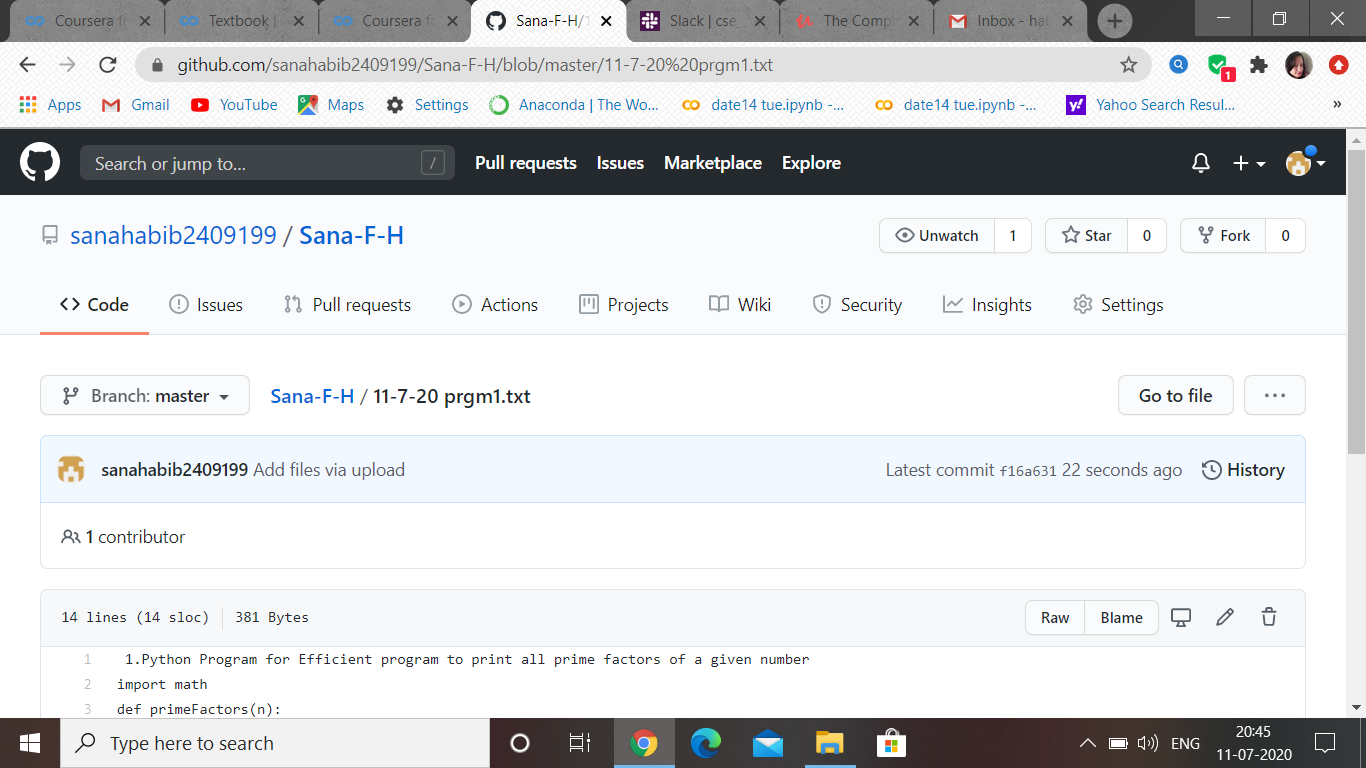 Coursera fo
Textbook |
Coursera fo
Sana-F-H/1
Slack | cse_
The Compl
Inbox - hab
github.com/sanahabib2409199/Sana-F-H/blob/master/11-7-20%20prgm1.txt
1
Apps
Gmail
YouTube
Maps
Settings
Anaconda | The Wo...
date14 tue.ipynb -...
date14 tue.ipynb -...
Yahoo Search Resul...
»
Search or jump to...
/
Pull requests
Issues
Marketplace
Explore
sanahabib2409199 / Sana-F-H
Unwatch 1
Star 0
Fork 0
Code
Issues
Pull requests
Actions
Projects
Wiki
Security
Insights
Settings
Branch: master
Sana-F-H / 11-7-20 prgm1.txt
Go to file
...
sanahabib2409199 Add files via upload
Latest commit f16a631 22 seconds ago
History
1 contributor
14 lines (14 sloc)
381 Bytes
Raw
Blame
1 1.Python Program for Efficient program to print all prime factors of a given number
2 import math
3 def primeFactors(n):
Type here to search
ENG
20:45
11-07-2020